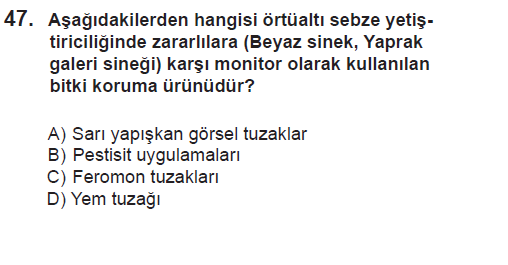 47. Aşağıdakilerden hangisi örtüaltı sebze yetiş-
tiriciliğinde zararlılara (Beyaz sinek, Yaprak
galeri sineği) karşı monitor olarak kullanılan
bitki koruma ürünüdür?
A) Sarı yapışkan görsel tuzaklar
B) Pestisit uygulamaları
C) Feromon tuzakları
D) Yem tuzağı